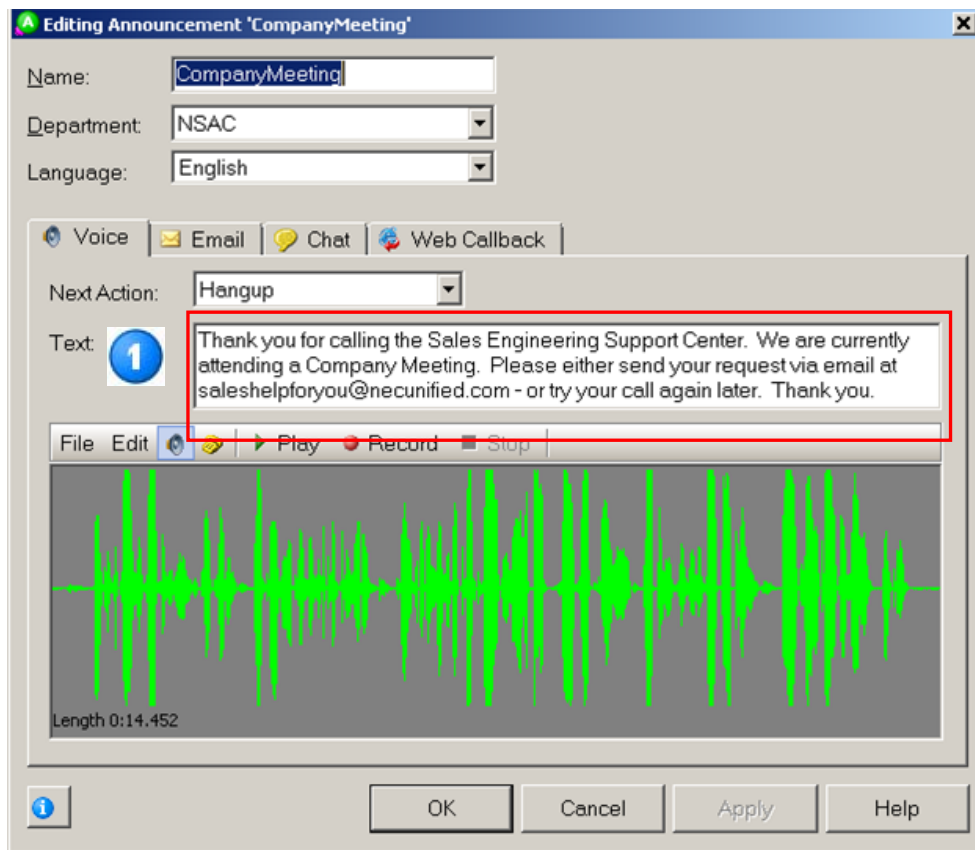 Editing Announcement 'CompanyMeeting'
Name: CompanyMeeting
Department: NSAC
Language: English
Voice Email Chat Web Callback
Next Action: Hangup
Text: 1 Thank you for calling the Sales Engineering Support Center. We are currently
attending a Company Meeting. Please either send your request via email at
saleshelpforyou@necunified.com - or try your call again later. Thank you.
File Edit Play Record Stop
Length 0:14.452
OK Cancel Apply Help